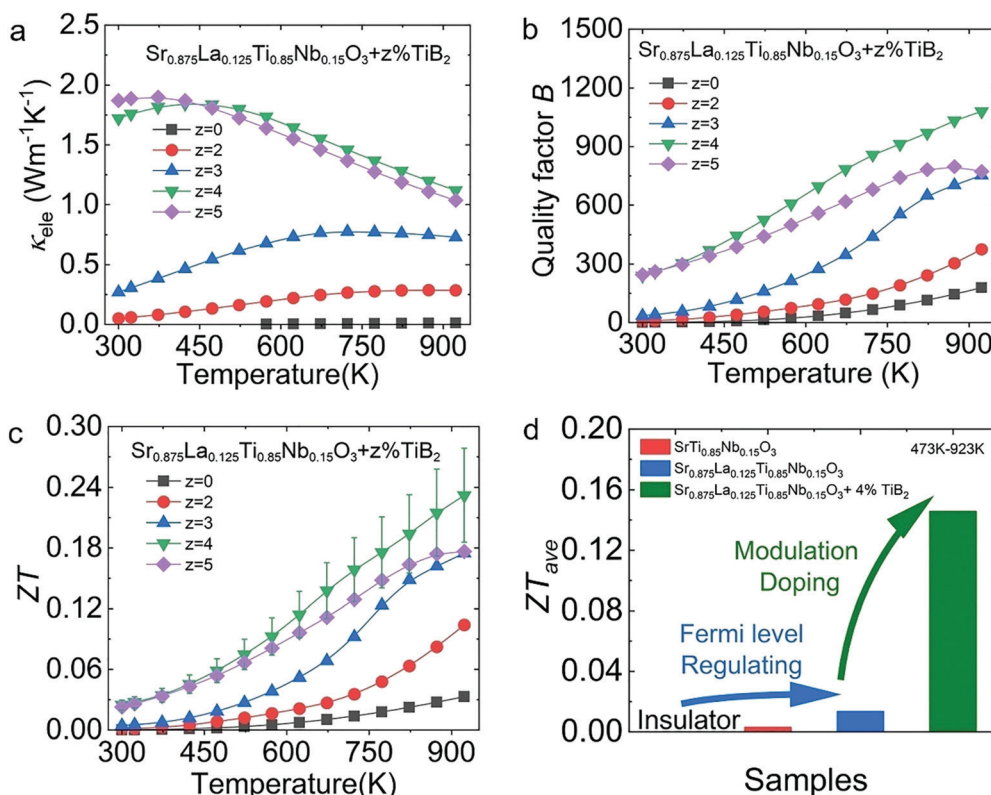 a
Sr0.875La0.125Ti0.85Nb0.15O3+z%TiB2
κele (Wm-1K-1)
2.5
2.0
1.5
1.0
0.5
0.0
z=0
z=2
z=3
z=4
z=5
300 450 600 750 900
Temperature(K)
b
Sr0.875La0.125Ti0.85Nb0.15O3+z%TiB2
Quality factor B
1500
1200
900
600
300
0
z=0
z=2
z=3
z=4
z=5
300 450 600 750 900
Temperature (K)
c
Sr0.875La0.125Ti0.85Nb0.15O3+z%TiB2
ZT
0.30
0.24
0.18
0.12
0.06
0.00
z=0
z=2
z=3
z=4
z=5
300 450 600 750 900
Temperature(K)
d
ZTave
0.20
0.16
0.12
0.08
0.04
0.00
SrTi0.85Nb0.15O3
473K-923K
Sr0.875La0.125Ti0.85Nb0.15O3
Sr0.875La0.125Ti0.85Nb0.15O3+ 4% TiB2
Modulation
Doping
Fermi level
Regulating
Insulator
Samples